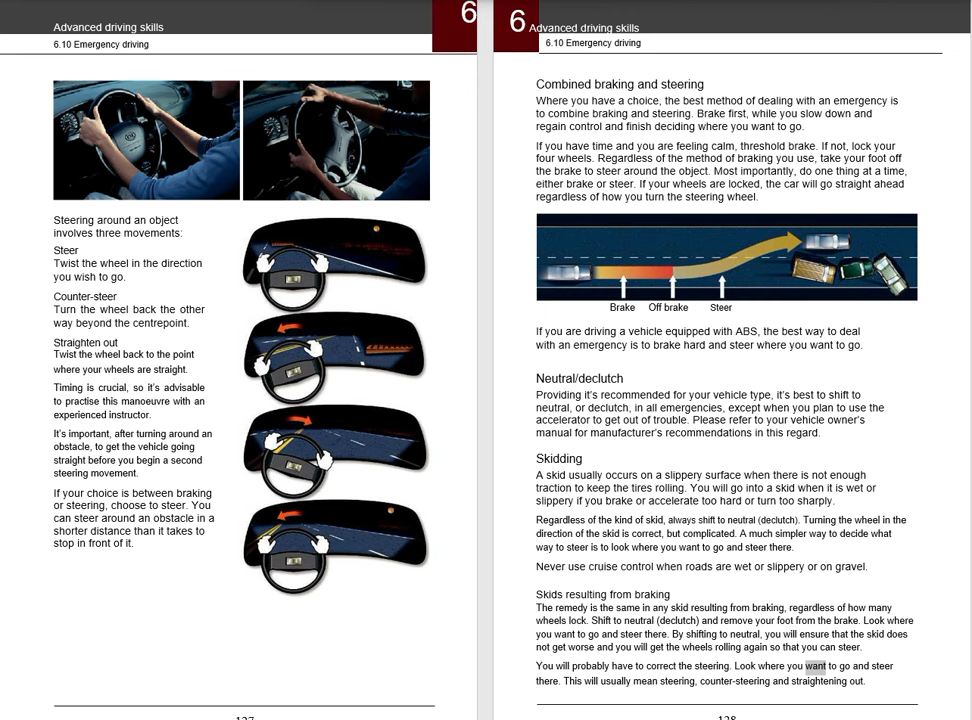 6
Advanced driving skills
6.10 Emergency driving
Steering around an object
involves three movements:
Steer
Twist the wheel in the direction
you wish to go.
Counter-steer
Turn the wheel back the other
way beyond the centrepoint.
Straighten out
Twist the wheel back to the point
where your wheels are straight.
Timing is crucial, so it's advisable
to practise this manoeuvre with an
experienced instructor.
It's important, after turning around an
obstacle, to get the vehicle going
straight before you begin a second
steering movement.
If your choice is between braking
or steering, choose to steer. You
can steer around an obstacle in a
shorter distance than it takes to
stop in front of it.
127
6 Advanced driving skills
6.10 Emergency driving
Combined braking and steering
Where you have a choice, the best method of dealing with an emergency is
to combine braking and steering. Brake first, while you slow down and
regain control and finish deciding where you want to go.
If you have time and you are feeling calm, threshold brake. If not, lock your
four wheels. Regardless of the method of braking you use, take your foot off
the brake to steer around the object. Most importantly, do one thing at a time,
either brake or steer. If your wheels are locked, the car will go straight ahead
regardless of how you turn the steering wheel.
Brake Off brake Steer
If you are driving a vehicle equipped with ABS, the best way to deal
with an emergency is to brake hard and steer where you want to go.
Neutral/declutch
Providing it's recommended for your vehicle type, it's best to shift to
neutral, or declutch, in all emergencies, except when you plan to use the
accelerator to get out of trouble. Please refer to your vehicle owner's
manual for manufacturer's recommendations in this regard.
Skidding
A skid usually occurs on a slippery surface when there is not enough
traction to keep the tires rolling. You will go into a skid when it is wet or
slippery if you brake or accelerate too hard or turn too sharply.
Regardless of the kind of skid, always shift to neutral (declutch). Turning the wheel in the
direction of the skid is correct, but complicated. A much simpler way to decide what
way to steer is to look where you want to go and steer there.
Never use cruise control when roads are wet or slippery or on gravel.
Skids resulting from braking
The remedy is the same in any skid resulting from braking, regardless of how many
wheels lock. Shift to neutral (declutch) and remove your foot from the brake. Look where
you want to go and steer there. By shifting to neutral, you will ensure that the skid does
not get worse and you will get the wheels rolling again so that you can steer.
You will probably have to correct the steering. Look where you want to go and steer
there. This will usually mean steering, counter-steering and straightening out.
128